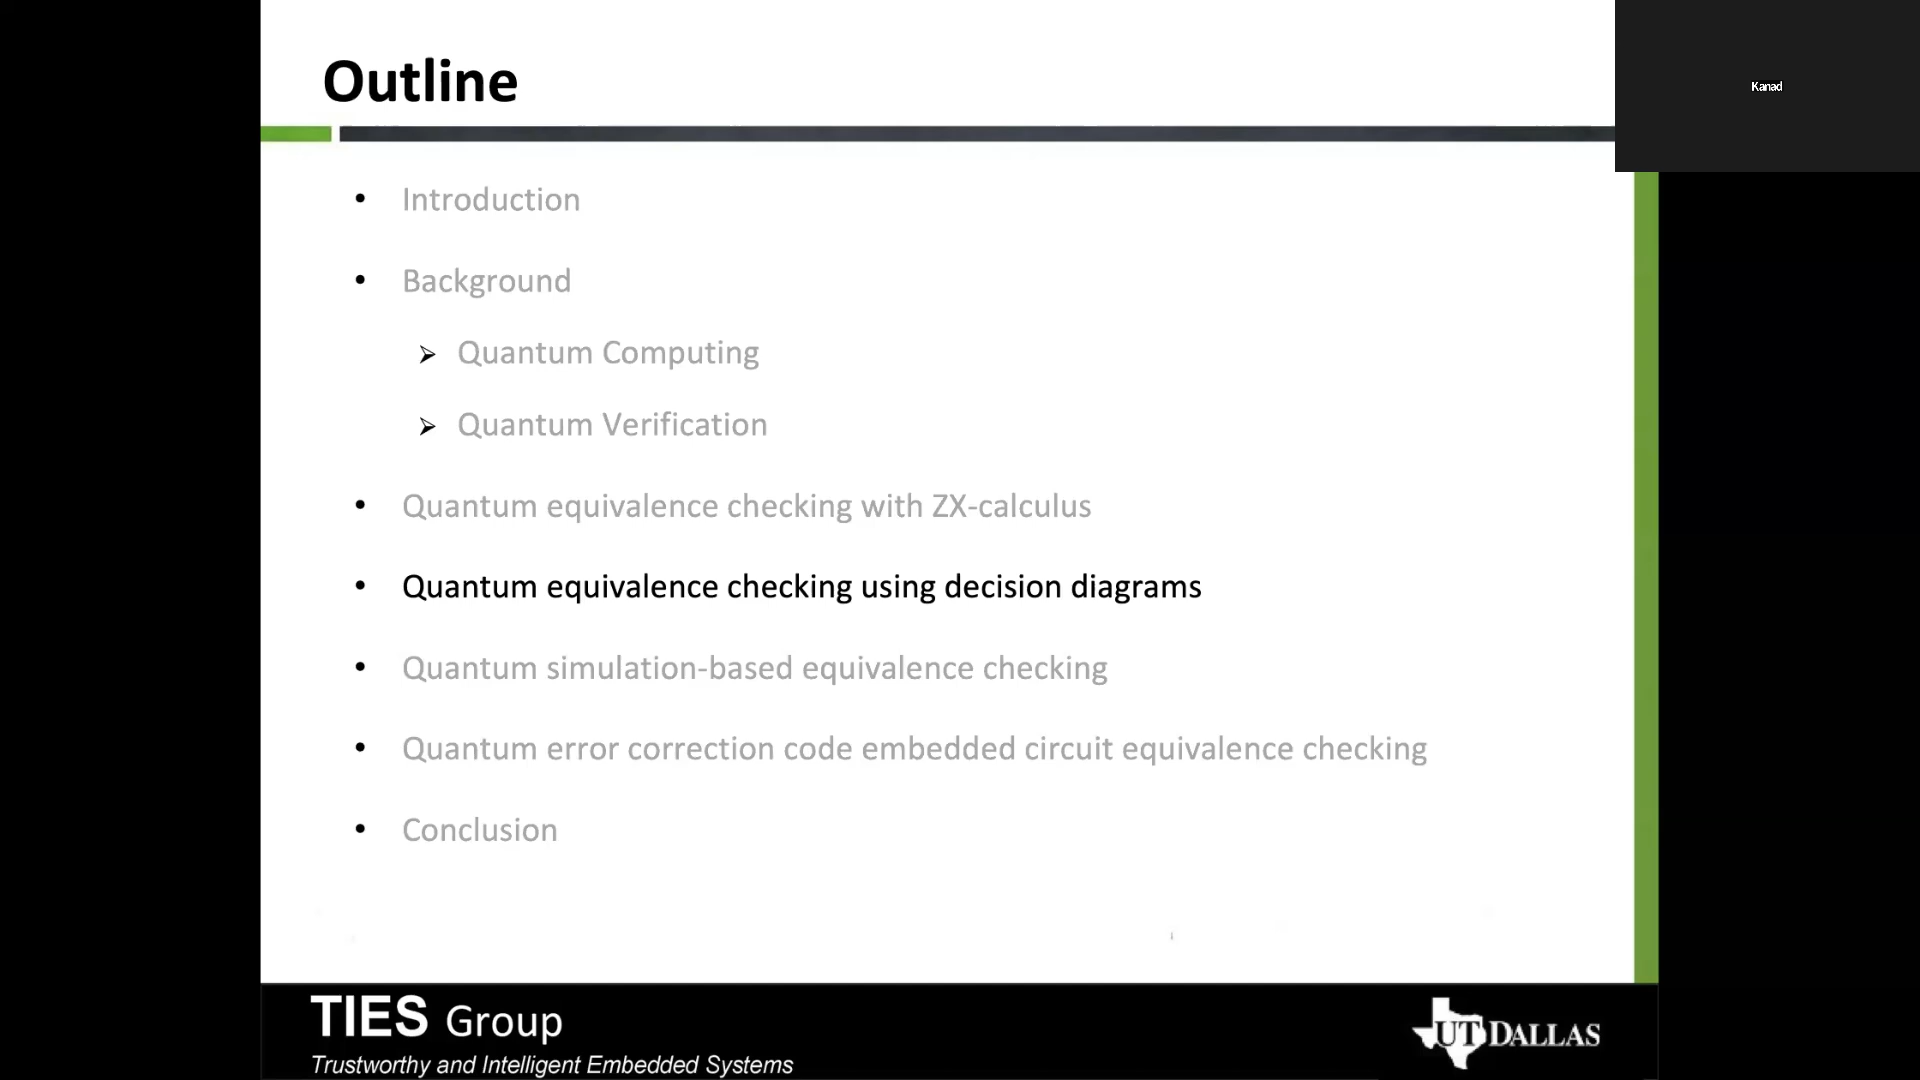 Outline
Kanad
• Introduction
• Background
➢ Quantum Computing
➢ Quantum Verification
• Quantum equivalence checking with ZX-calculus
• Quantum equivalence checking using decision diagrams
• Quantum simulation-based equivalence checking
• Quantum error correction code embedded circuit equivalence checking
• Conclusion
TIES Group
Trustworthy and Intelligent Embedded Systems
UT DALLAS